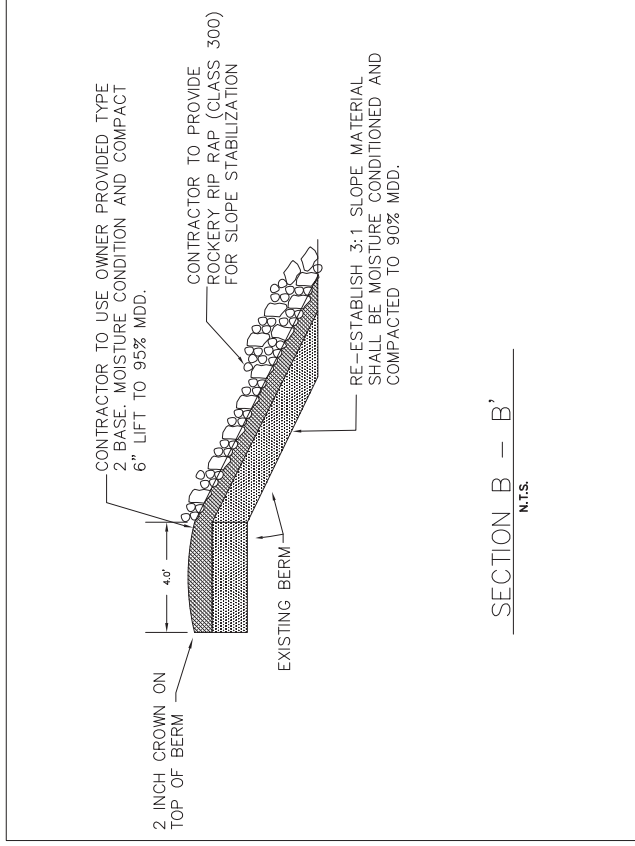 CONTRACTOR TO USE OWNER PROVIDED TYPE
2 BASE. MOISTURE CONDITION AND COMPACT
6" LIFT TO 95% MDD.
CONTRACTOR TO PROVIDE
ROCKERY RIP RAP (CLASS 300)
FOR SLOPE STABILIZATION
2 INCH CROWN ON
TOP OF BERM
4.0'
EXISTING BERM
RE-ESTABLISH 3:1 SLOPE MATERIAL
SHALL BE MOISTURE CONDITIONED AND
COMPACTED TO 90% MDD.
SECTION B - B'
N.T.S.